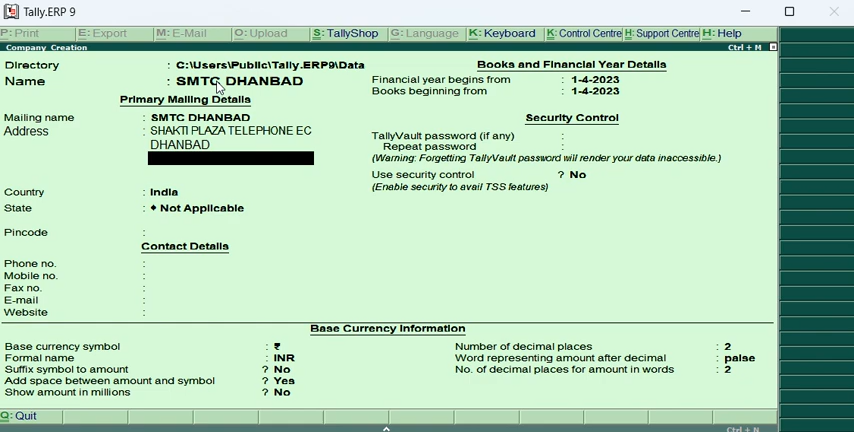 Tally.ERP 9
P: Print E: Export M: E-Mail O: Upload S: TallyShop G: Language K: Keyboard K: Control Centre H: Support Centre H: Help
Company Creation Ctrl + M
Directory : C:\Users\Public\Tally.ERP9\Data
Name : SMTC DHANBAD
Primary Mailing Details
Mailing name : SMTC DHANBAD
Address : SHAKTI PLAZA TELEPHONE EC
DHANBAD
Country : India
State : ♦ Not Applicable
Pincode :
Contact Details
Phone no. :
Mobile no. :
Fax no. :
E-mail :
Website :
Books and Financial Year Details
Financial year begins from : 1-4-2023
Books beginning from : 1-4-2023
Security Control
TallyVault password (if any) :
Repeat password :
(Warning: Forgetting TallyVault password will render your data inaccessible.)
Use security control ? No
(Enable security to avail TSS features)
Base Currency Information
Base currency symbol : ₹
Formal name : INR
Suffix symbol to amount ? No
Add space between amount and symbol ? Yes
Show amount in millions ? No
Number of decimal places : 2
Word representing amount after decimal : paise
No. of decimal places for amount in words : 2
Q: Quit
Ctrl + N